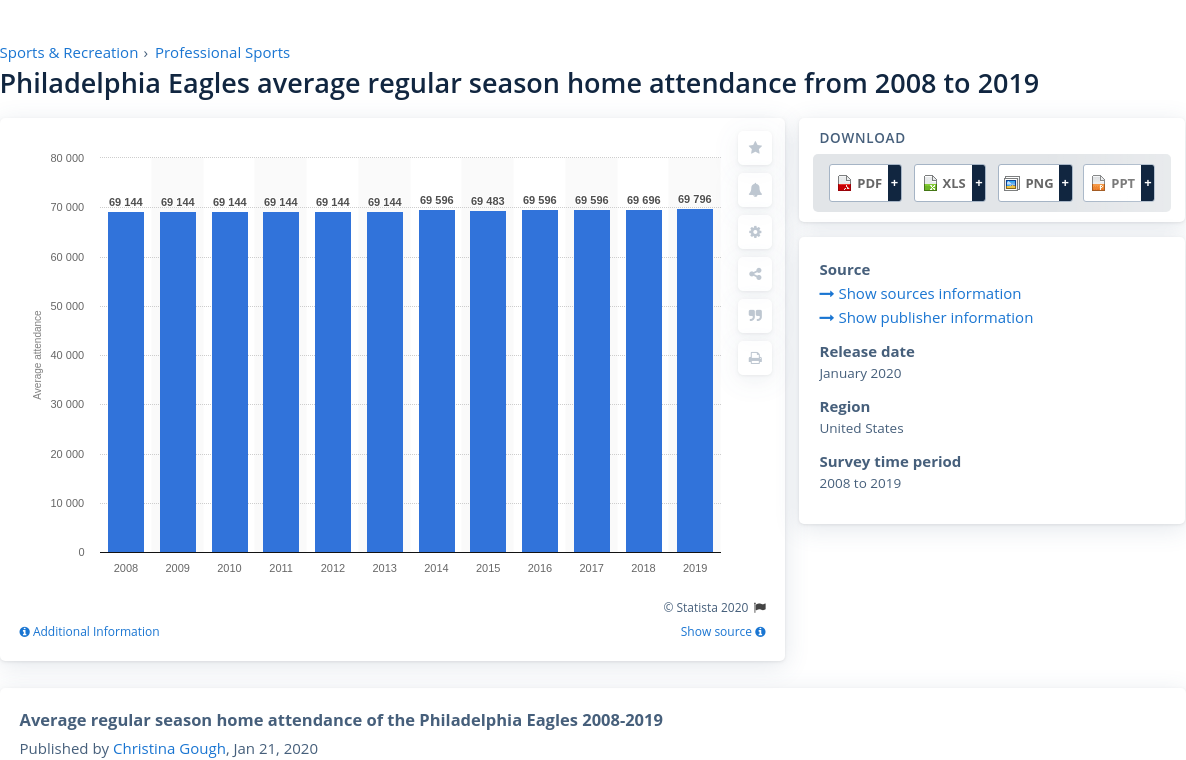 Sports & Recreation › Professional Sports
Philadelphia Eagles average regular season home attendance from 2008 to 2019
80 000
70 000
60 000
50 000
40 000
30 000
20 000
10 000
0
Average attendance
69 144 69 144 69 144 69 144 69 144 69 144 69 596 69 483 69 596 69 596 69 696 69 796
2008 2009 2010 2011 2012 2013 2014 2015 2016 2017 2018 2019
© Statista 2020
Additional Information
Show source
DOWNLOAD
PDF + XLS + PNG + PPT +
Source
Show sources information
Show publisher information
Release date
January 2020
Region
United States
Survey time period
2008 to 2019
Average regular season home attendance of the Philadelphia Eagles 2008-2019
Published by Christina Gough, Jan 21, 2020